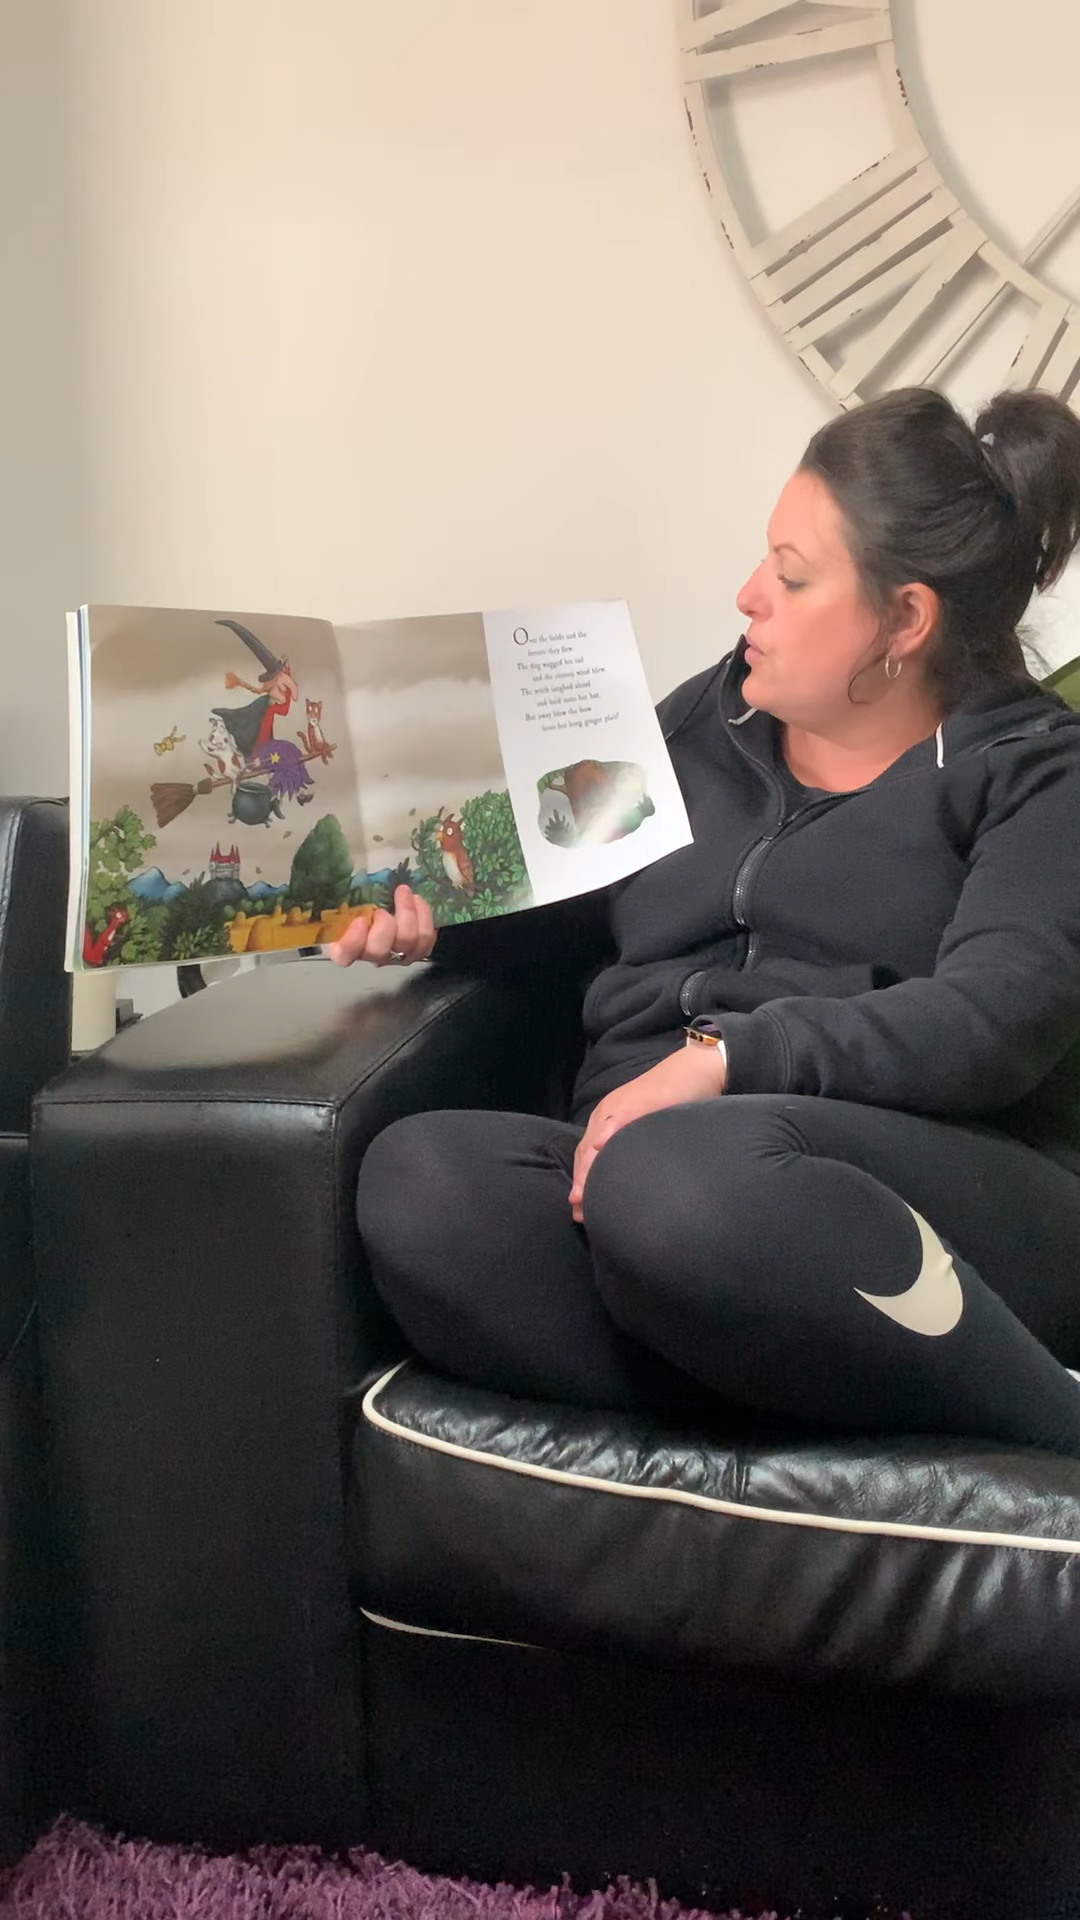 Over the fields and the
forests they flew.
The dog wagged his tail
and the stormy wind blew.
The witch laughed aloud
and held onto her hat,
But away blew the bow
from her long ginger plait!